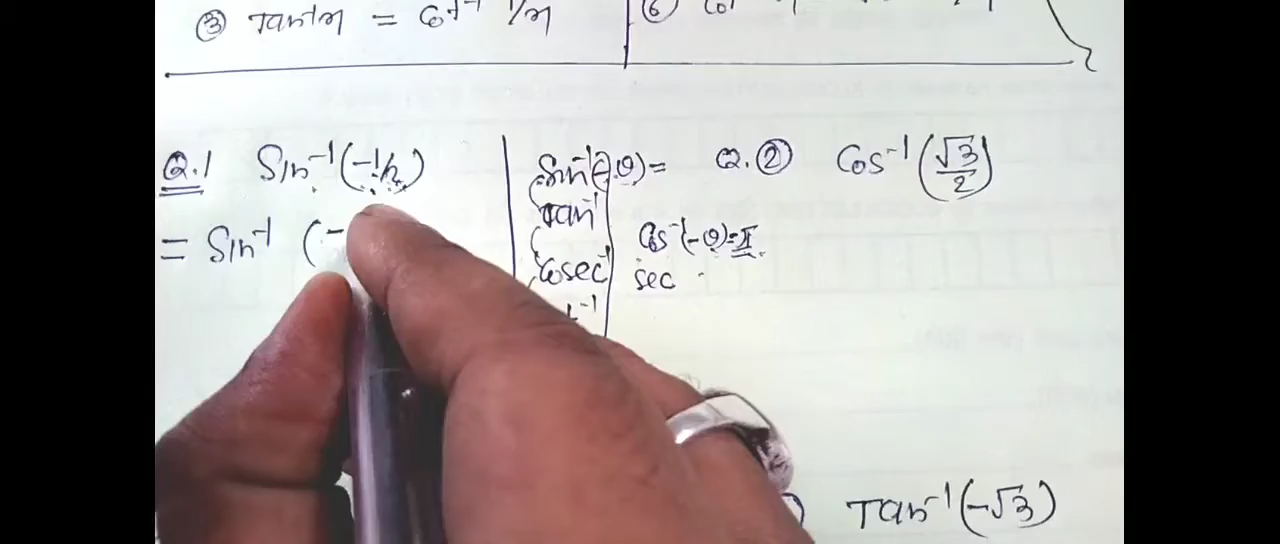 ③ Tan⁻¹x = Cot⁻¹ 1/x
⑥ Cot
Q.1 Sin⁻¹(-1/2)
= Sin⁻¹ (-
Sin⁻¹(-θ)=
Tan⁻¹
Cosec⁻¹
Cos⁻¹(-θ)=π
sec
Q.② Cos⁻¹(√3/2)
Tan⁻¹(-√3)